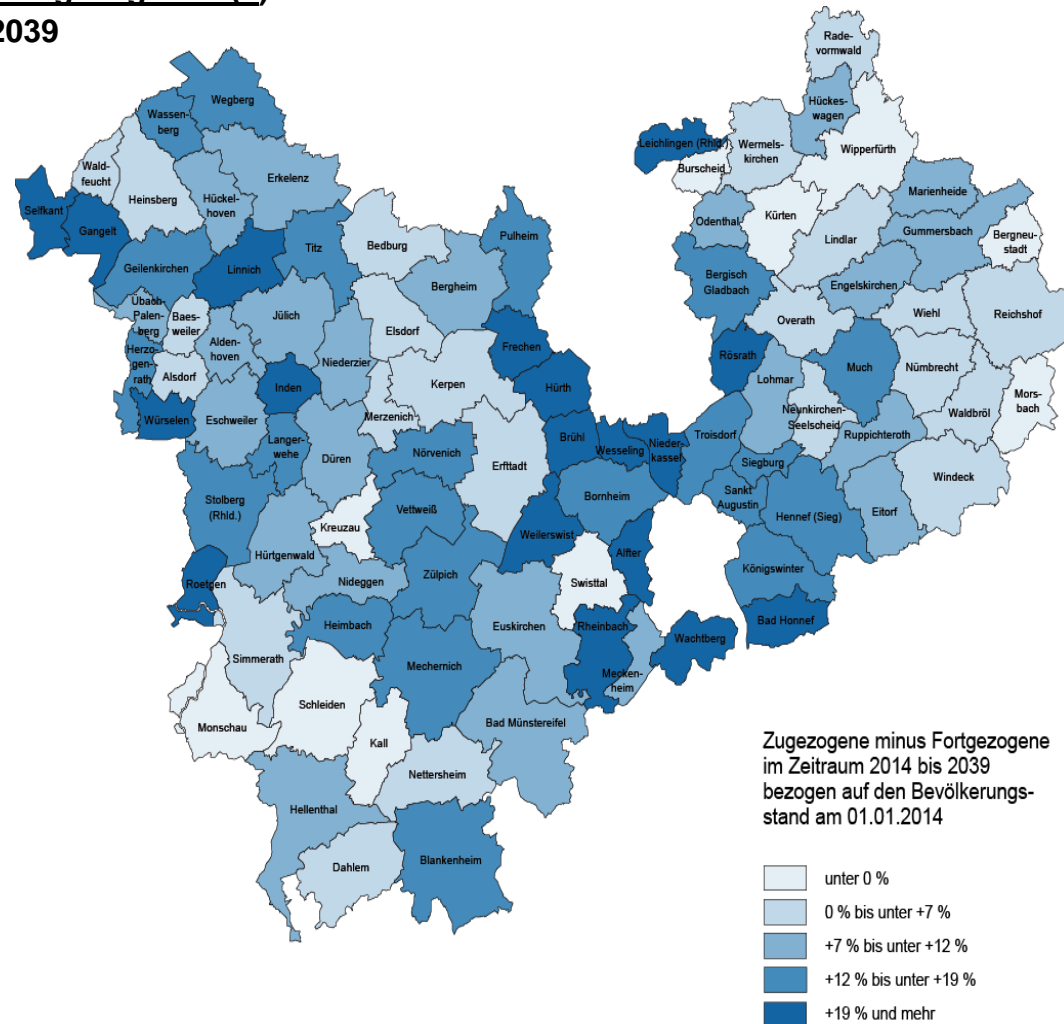 2039
Rade-
vormwald
Hückes-
wagen
Wegberg
Wassen-
berg
Leichlingen (Rhld.)
Wermels-
kirchen
Wipperfürth
Burscheid
Wald-
feucht
Heinsberg
Hückel-
hoven
Erkelenz
Marienheide
Selfkant
Gangelt
Odenthal
Kürten
Lindlar
Gummersbach
Bergneu-
stadt
Titz
Bedburg
Pulheim
Geilenkirchen
Linnich
Bergheim
Bergisch
Gladbach
Engelskirchen
Übach-
Palen-
berg
Baes-
weiler
Jülich
Elsdorf
Overath
Wiehl
Reichshof
Herzo-
gen-
rath
Alden-
hoven
Alsdorf
Niederzier
Frechen
Rösrath
Much
Nümbrecht
Inden
Kerpen
Hürth
Lohmar
Mors-
bach
Würselen
Eschweiler
Merzenich
Neunkirchen-
Seelscheid
Waldbröl
Langer-
wehe
Düren
Nörvenich
Erfttadt
Brühl
Wesseling
Nieder-
kassel
Troisdorf
Ruppichteroth
Siegburg
Windeck
Stolberg
(Rhld.)
Vettweiß
Bornheim
Sankt
Augustin
Hennef (Sieg)
Eitorf
Kreuzau
Weilerswist
Alfter
Hürtgenwald
Zülpich
Nideggen
Swisttal
Königswinter
Roetgen
Heimbach
Euskirchen
Rheinbach
Wachtberg
Bad Honnef
Simmerath
Mechernich
Mecken-
heim
Schleiden
Monschau
Kall
Bad Münstereifel
Nettersheim
Hellenthal
Dahlem
Blankenheim
Zugezogene minus Fortgezogene
im Zeitraum 2014 bis 2039
bezogen auf den Bevölkerungs-
stand am 01.01.2014
unter 0 %
0 % bis unter +7 %
+7 % bis unter +12 %
+12 % bis unter +19 %
+19 % und mehr